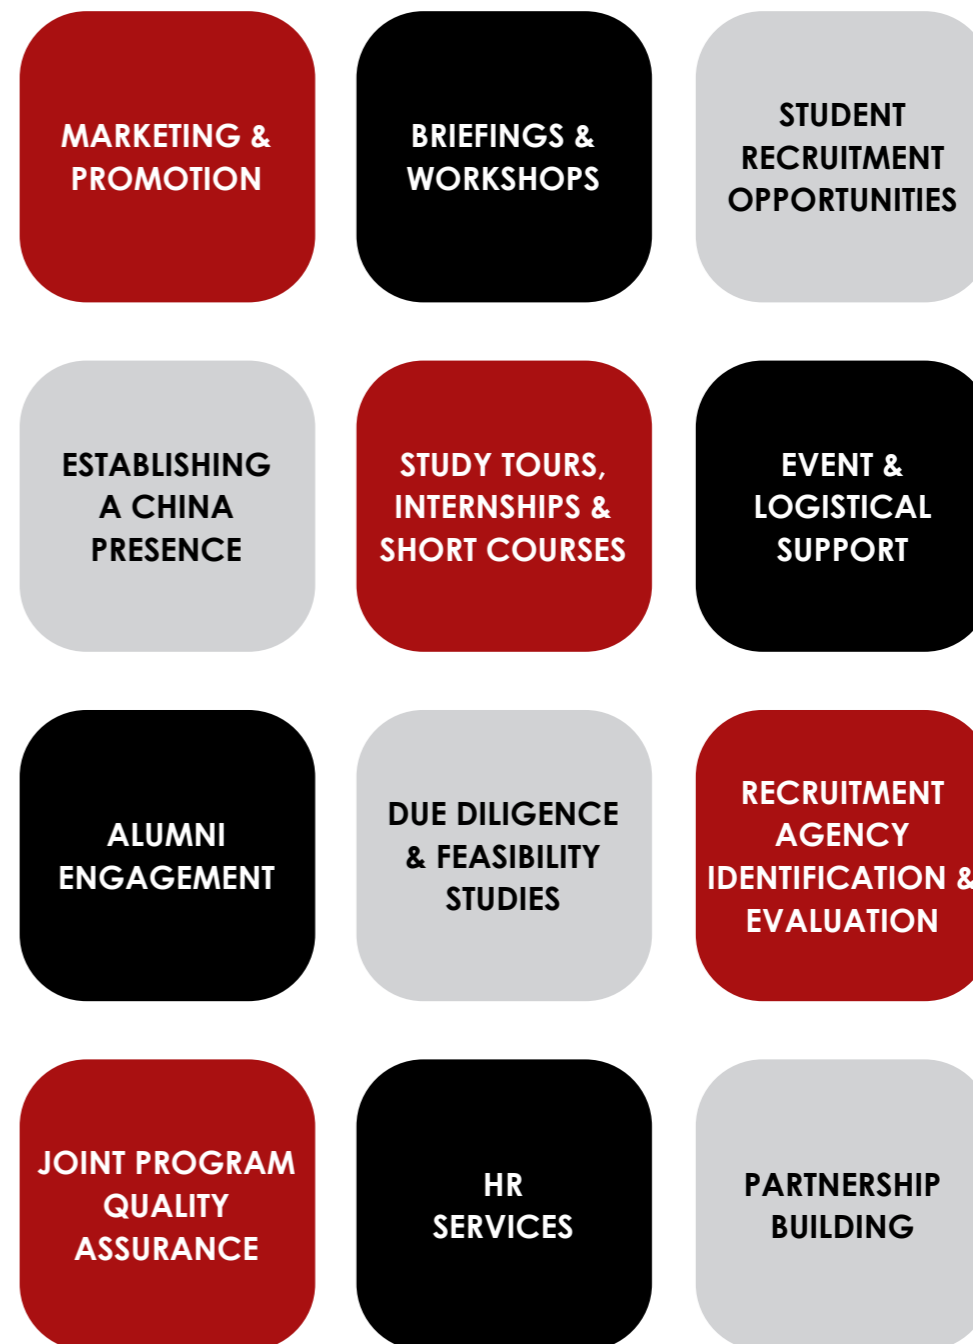 MARKETING &
PROMOTION
BRIEFINGS &
WORKSHOPS
STUDENT
RECRUITMENT
OPPORTUNITIES
ESTABLISHING
A CHINA
PRESENCE
STUDY TOURS,
INTERNSHIPS &
SHORT COURSES
EVENT &
LOGISTICAL
SUPPORT
ALUMNI
ENGAGEMENT
DUE DILIGENCE
& FEASIBILITY
STUDIES
RECRUITMENT
AGENCY
IDENTIFICATION &
EVALUATION
JOINT PROGRAM
QUALITY
ASSURANCE
HR
SERVICES
PARTNERSHIP
BUILDING